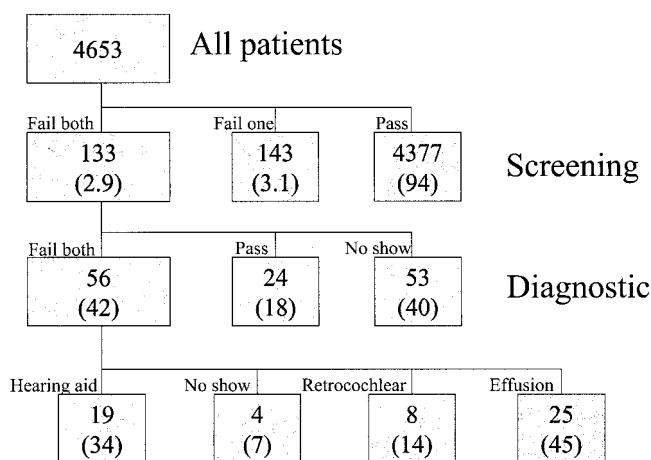 4653
All patients
Fail both
Fail one
Pass
133
(2.9)
143
(3.1)
4377
(94)
Screening
Fail both
Pass
No show
56
(42)
24
(18)
53
(40)
Diagnostic
Hearing aid
No show
Retrocochlear
Effusion
19
(34)
4
(7)
8
(14)
25
(45)